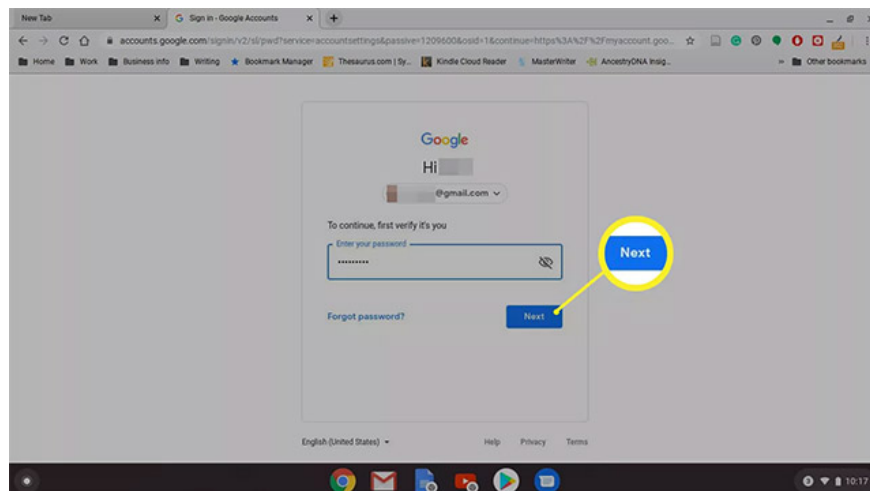 New Tab
Sign in - Google Accounts
accounts.google.com/signin/v2/sl/pwd?service=accountsettings&passive=1209600&osid=1&continue=https%3A%2F%2Fmyaccount.goo...
Home Work Business info Writing Bookmark Manager Thesaurus.com | Sy... Kindle Cloud Reader MasterWriter AncestryDNA Insig... » Other bookmarks
Google
Hi
@gmail.com
To continue, first verify it's you
Enter your password
•••••••••
Next
Forgot password?
Next
English (United States)
Help Privacy Terms
10:17